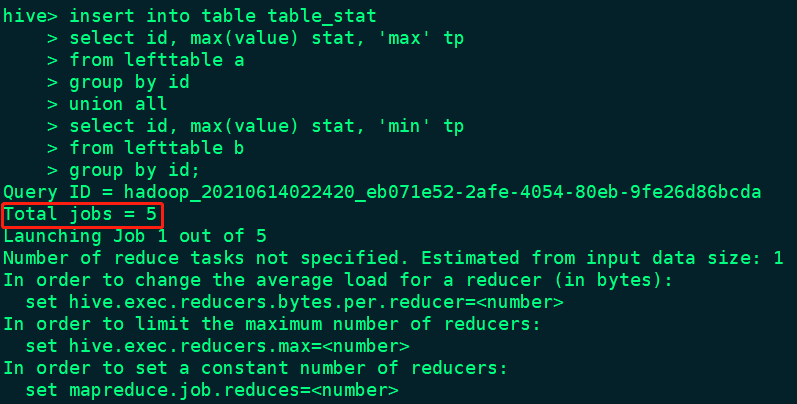 hive> insert into table table_stat
    > select id, max(value) stat, 'max' tp
    > from lefttable a
    > group by id
    > union all
    > select id, max(value) stat, 'min' tp
    > from lefttable b
    > group by id;
Query ID = hadoop_20210614022420_eb071e52-2afe-4054-80eb-9fe26d86bcda
Total jobs = 5
Launching Job 1 out of 5
Number of reduce tasks not specified. Estimated from input data size: 1
In order to change the average load for a reducer (in bytes):
  set hive.exec.reducers.bytes.per.reducer=<number>
In order to limit the maximum number of reducers:
  set hive.exec.reducers.max=<number>
In order to set a constant number of reducers:
  set mapreduce.job.reduces=<number>